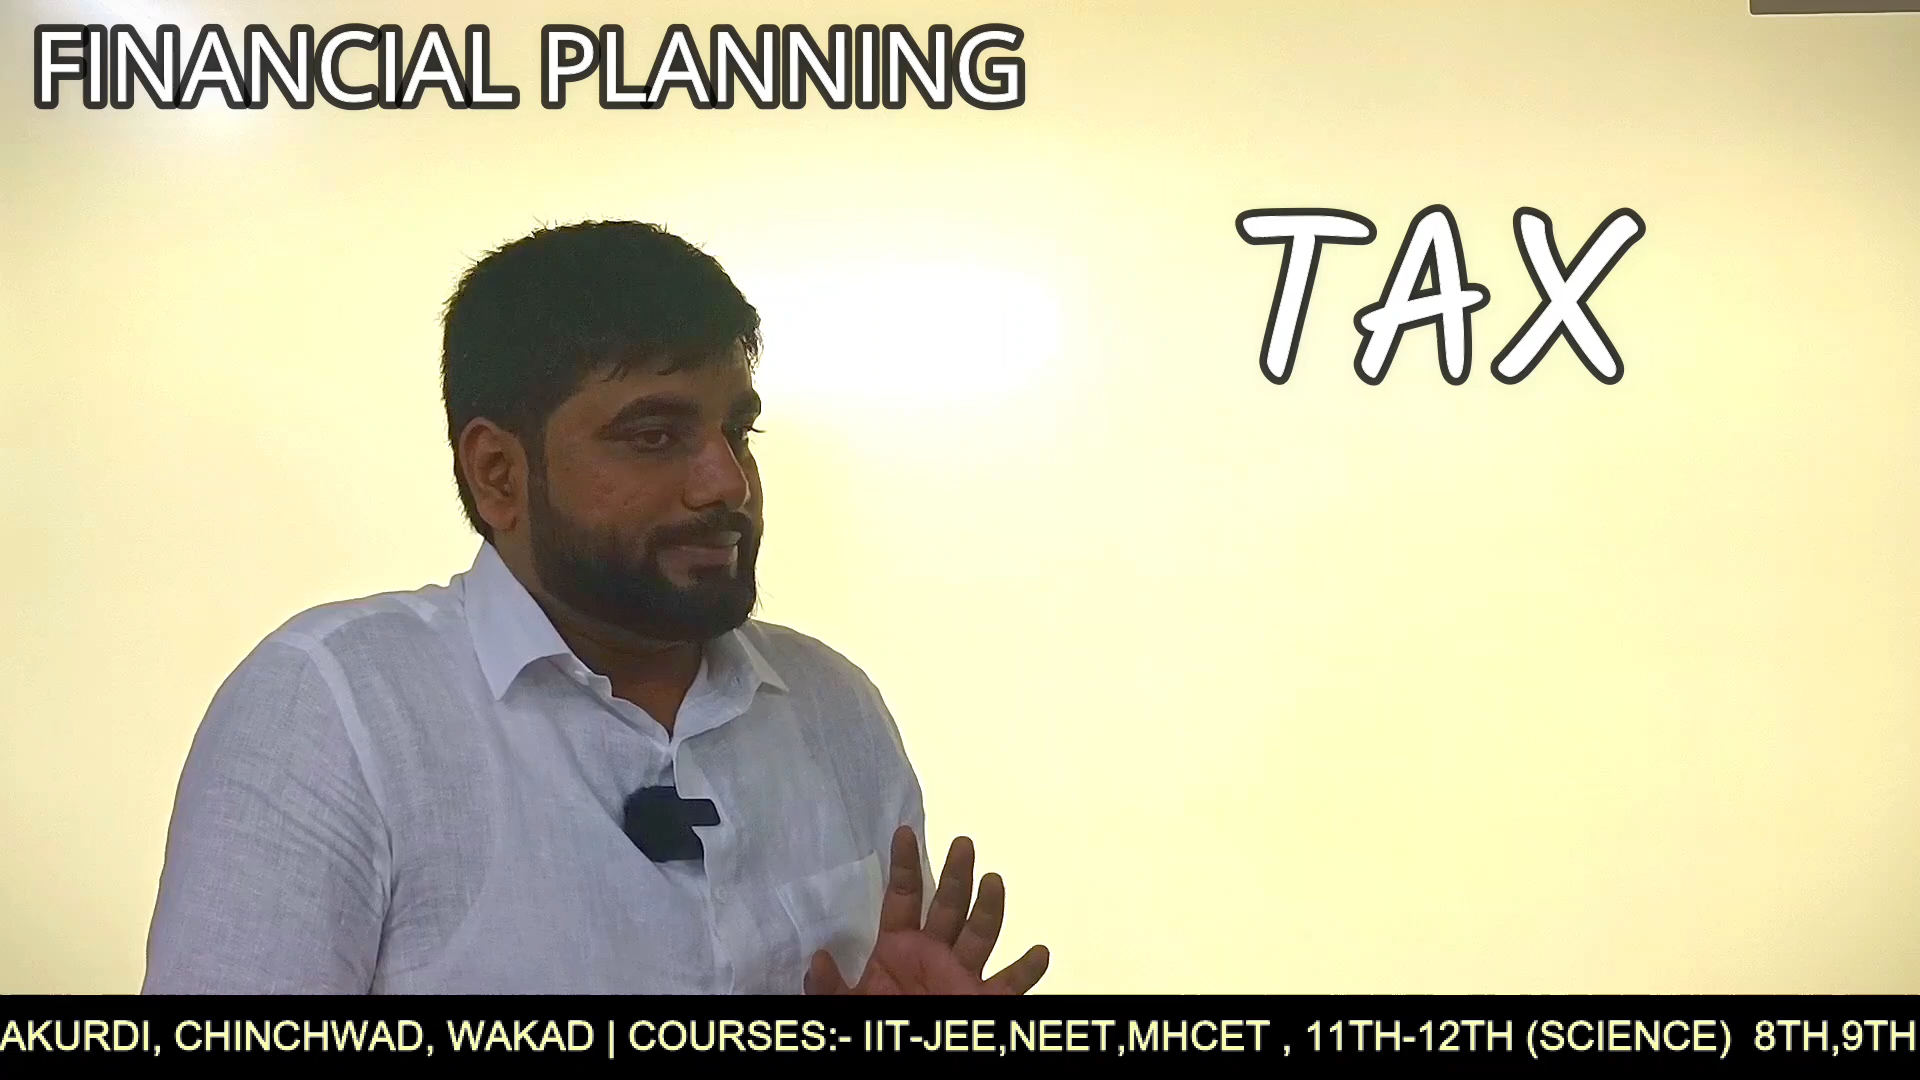 FINANCIAL PLANNING
TAX
AKURDI, CHINCHWAD, WAKAD | COURSES:- IIT-JEE,NEET,MHCET , 11TH-12TH (SCIENCE) 8TH,9TH